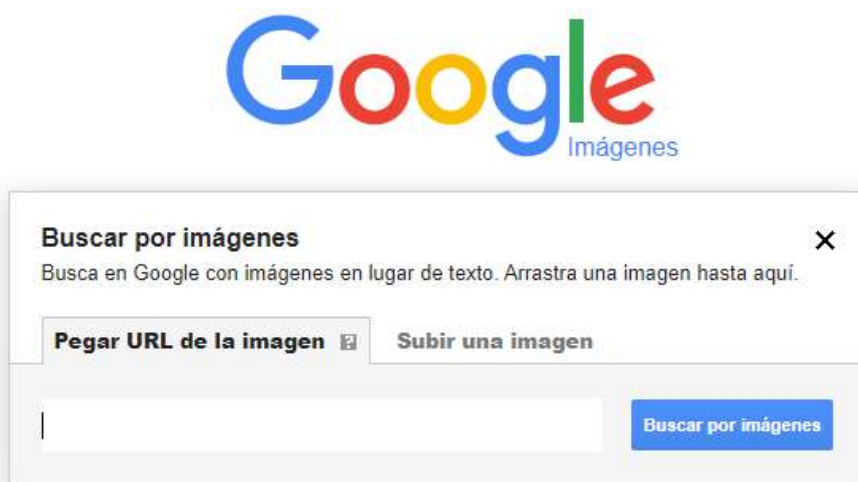 Google
Imágenes
Buscar por imágenes
Busca en Google con imágenes en lugar de texto. Arrastra una imagen hasta aquí.
Pegar URL de la imagen ? Subir una imagen
Buscar por imágenes